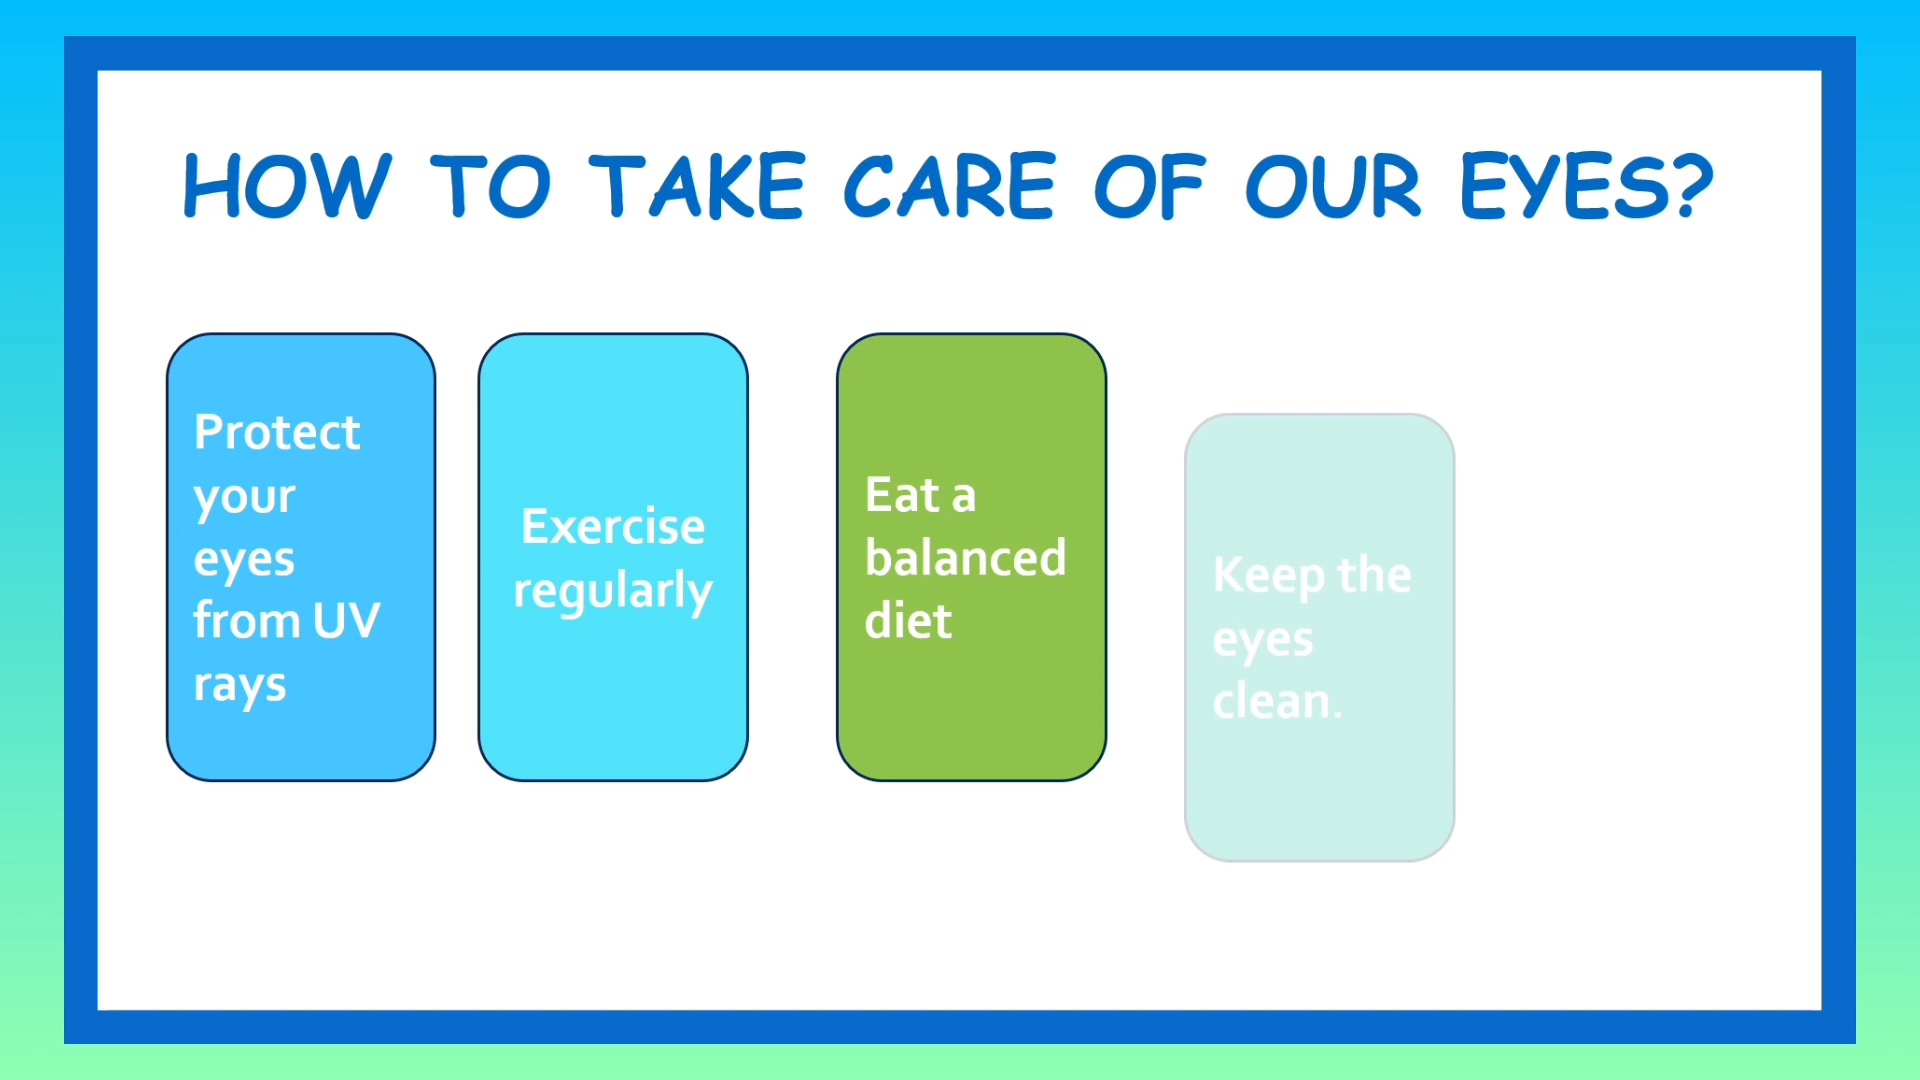 HOW TO TAKE CARE OF OUR EYES?
Protect
your
eyes
from UV
rays
Exercise
regularly
Eat a
balanced
diet
Keep the
eyes
clean.